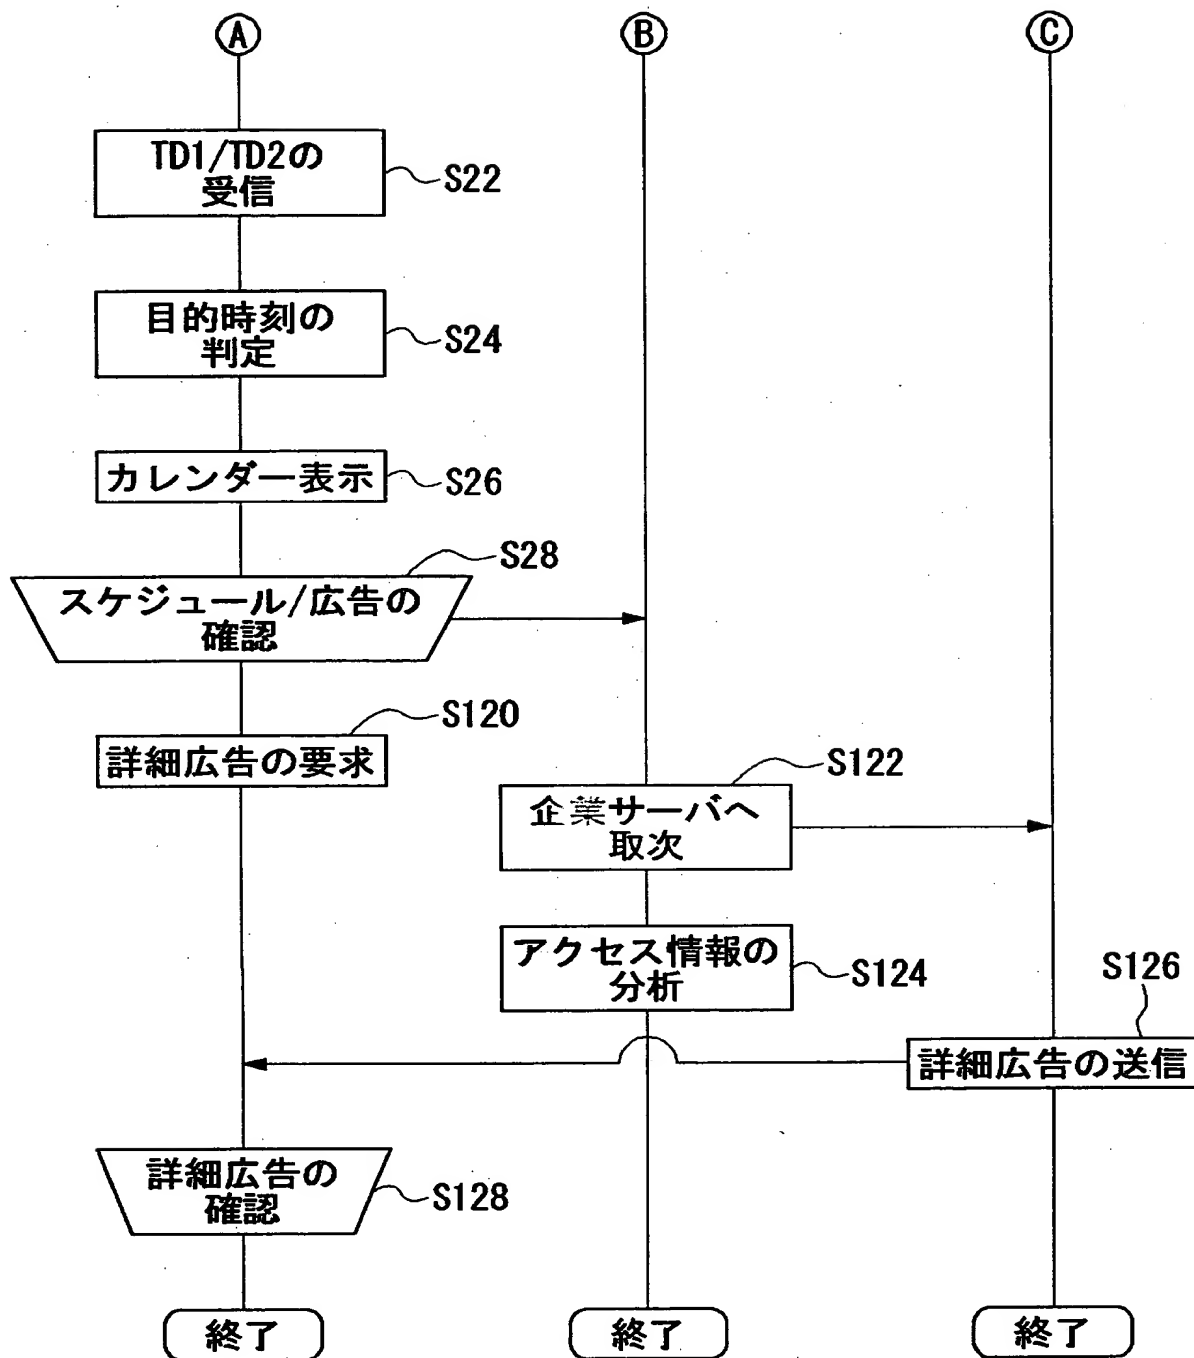 A
B
C
TD1/TD2の
受信
S22
目的時刻の
判定
S24
カレンダー表示
S26
S28
スケジュール/広告の
確認
S120
詳細広告の要求
S122
企業サーバへ
取次
アクセス情報の
分析
S124
S126
詳細広告の送信
詳細広告の
確認
S128
終了
終了
終了